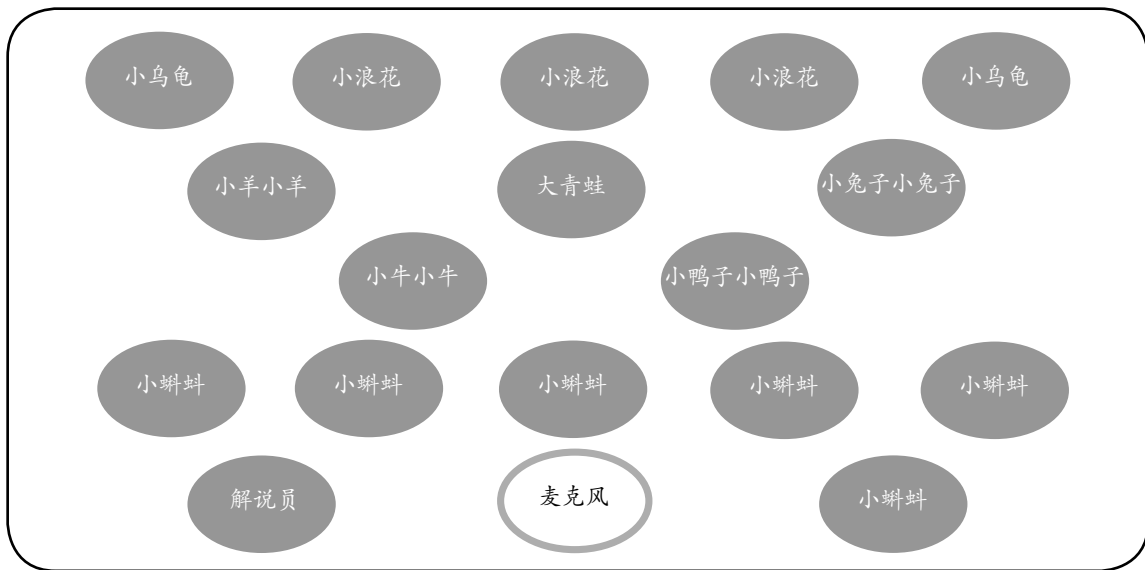 小乌龟
小浪花
小浪花
小浪花
小乌龟
小羊小羊
大青蛙
小兔子小兔子
小牛小牛
小鸭子小鸭子
小蝌蚪
小蝌蚪
小蝌蚪
小蝌蚪
小蝌蚪
解说员
麦克风
小蝌蚪